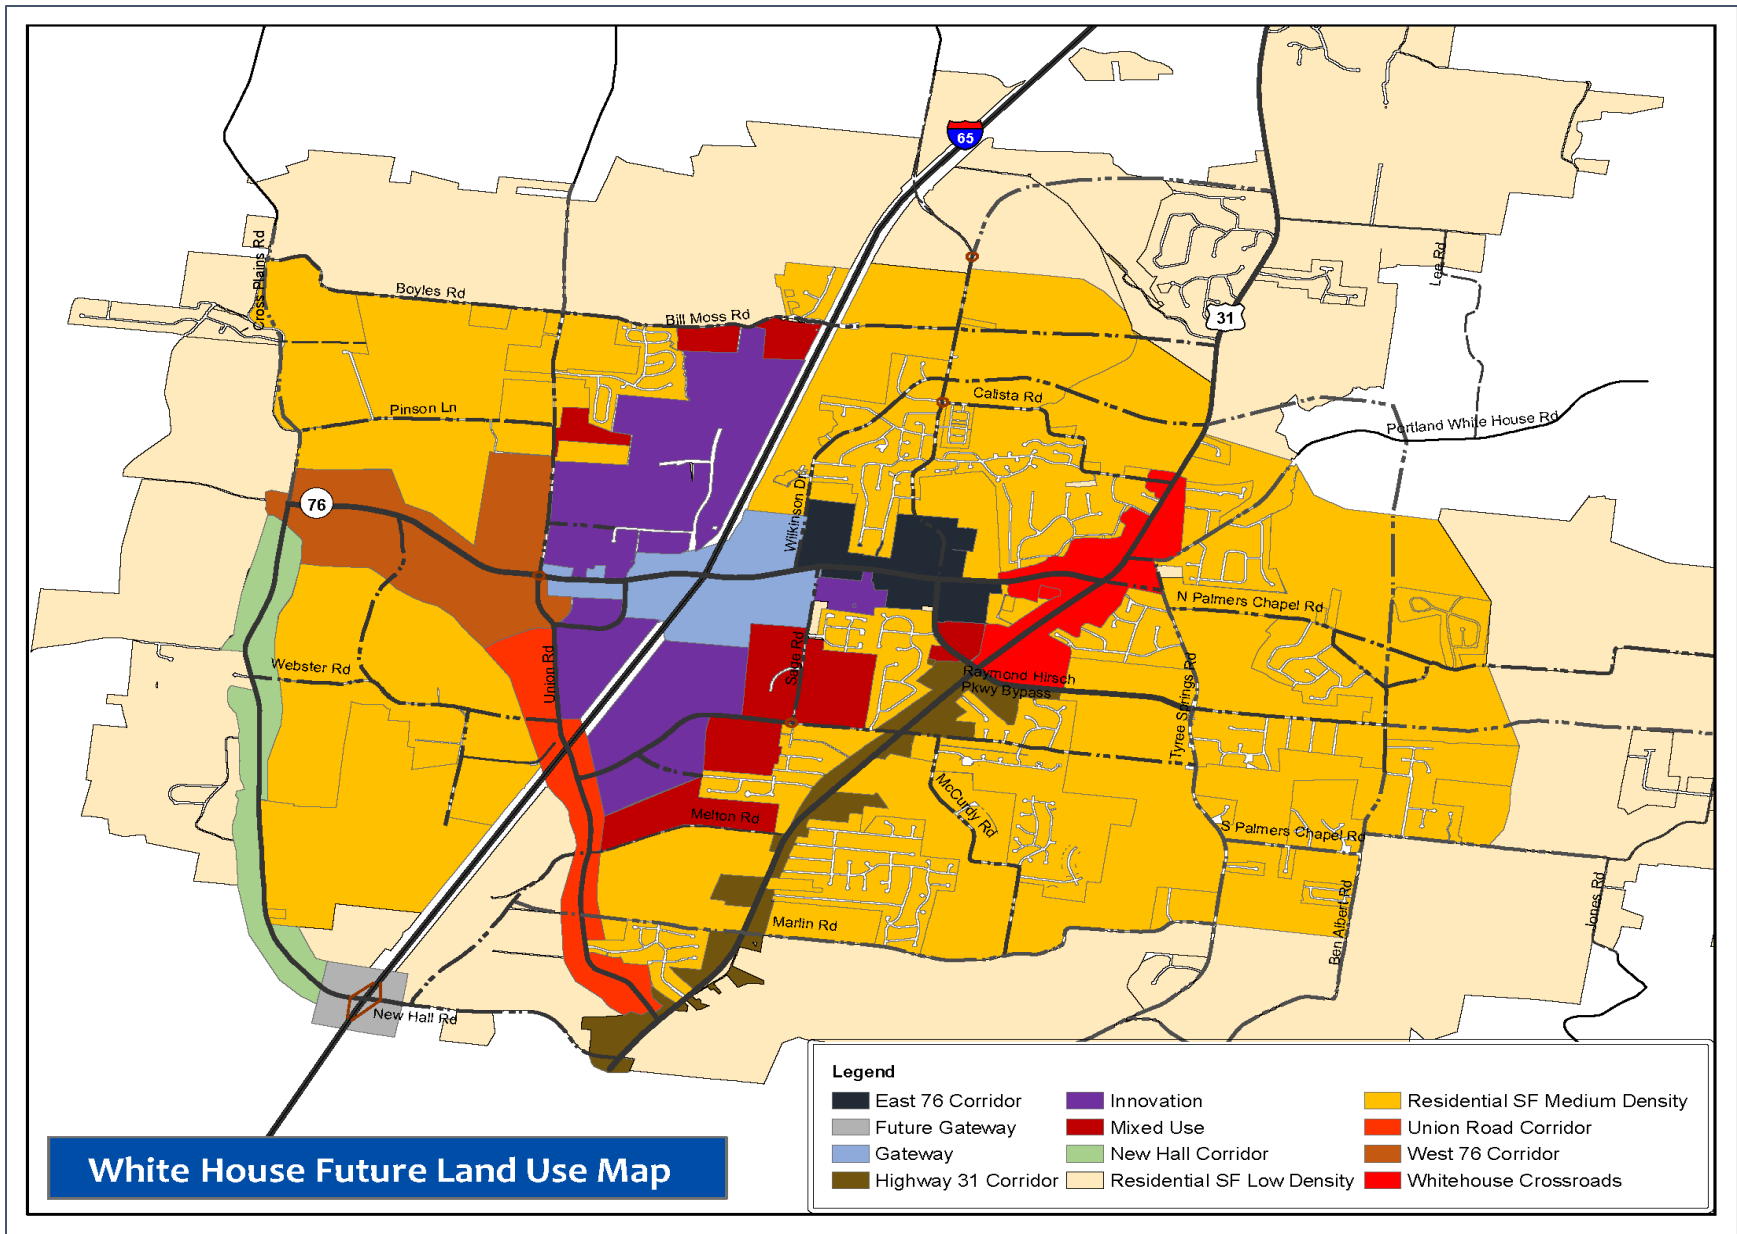 65
Cross Plains Rd
Lee Rd
Boyles Rd
Bill Moss Rd
31
Calista Rd
Pinson Ln
Portland White House Rd
76
Wilkinson Dr
N Palmers Chapel Rd
Webster Rd
Union Rd
Sage Rd
Raymond Hirsch
Pkwy Bypass
Tyree Springs Rd
McCurdy Rd
Melton Rd
S Palmers Chapel Rd
Marlin Rd
Ben Albert Rd
Jones Rd
New Hall Rd
Legend
East 76 Corridor
Future Gateway
Gateway
Highway 31 Corridor
Innovation
Mixed Use
New Hall Corridor
Residential SF Low Density
Residential SF Medium Density
Union Road Corridor
West 76 Corridor
Whitehouse Crossroads
White House Future Land Use Map